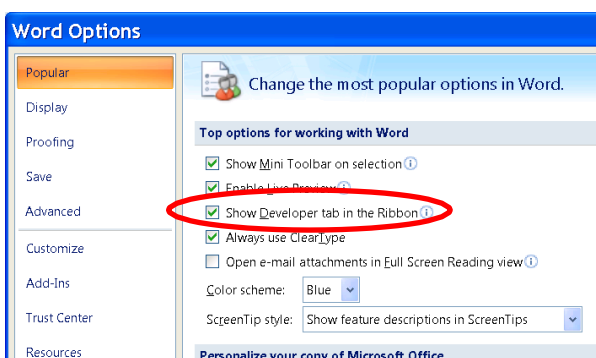 Word Options
Popular
Display
Proofing
Save
Advanced
Customize
Add-Ins
Trust Center
Resources
Change the most popular options in Word.
Top options for working with Word
Show Mini Toolbar on selection
Enable Live Preview
Show Developer tab in the Ribbon
Always use ClearType
Open e-mail attachments in Full Screen Reading view
Color scheme: Blue
ScreenTip style: Show feature descriptions in ScreenTips
Personalize your copy of Microsoft Office